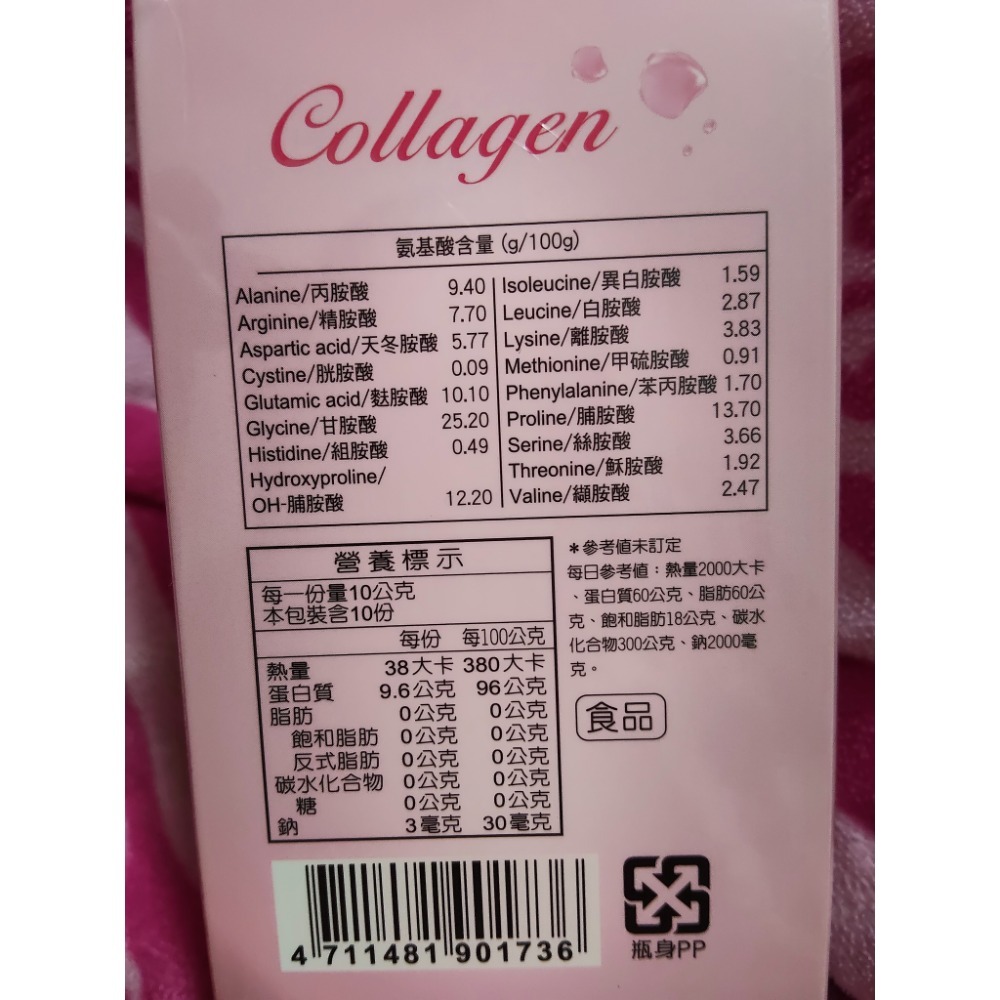 Collagen
氨基酸含量 (g/100g)
Alanine/丙胺酸 9.40
Arginine/精胺酸 7.70
Aspartic acid/天冬胺酸 5.77
Cystine/胱胺酸 0.09
Glutamic acid/麩胺酸 10.10
Glycine/甘胺酸 25.20
Histidine/組胺酸 0.49
Hydroxyproline/
OH-脯胺酸 12.20
Isoleucine/異白胺酸 1.59
Leucine/白胺酸 2.87
Lysine/離胺酸 3.83
Methionine/甲硫胺酸 0.91
Phenylalanine/苯丙胺酸 1.70
Proline/脯胺酸 13.70
Serine/絲胺酸 3.66
Threonine/穌胺酸 1.92
Valine/纈胺酸 2.47
營養標示
每一份量10公克
本包裝含10份
每份 每100公克
熱量 38大卡 380大卡
蛋白質 9.6公克 96公克
脂肪 0公克 0公克
飽和脂肪 0公克 0公克
反式脂肪 0公克 0公克
碳水化合物 0公克 0公克
糖 0公克 0公克
鈉 3毫克 30毫克
*參考值未訂定
每日參考值：熱量2000大卡
、蛋白質60公克、脂肪60公
克、飽和脂肪18公克、碳水
化合物300公克、鈉2000毫
克。
食品
4 711481 901736
瓶身PP